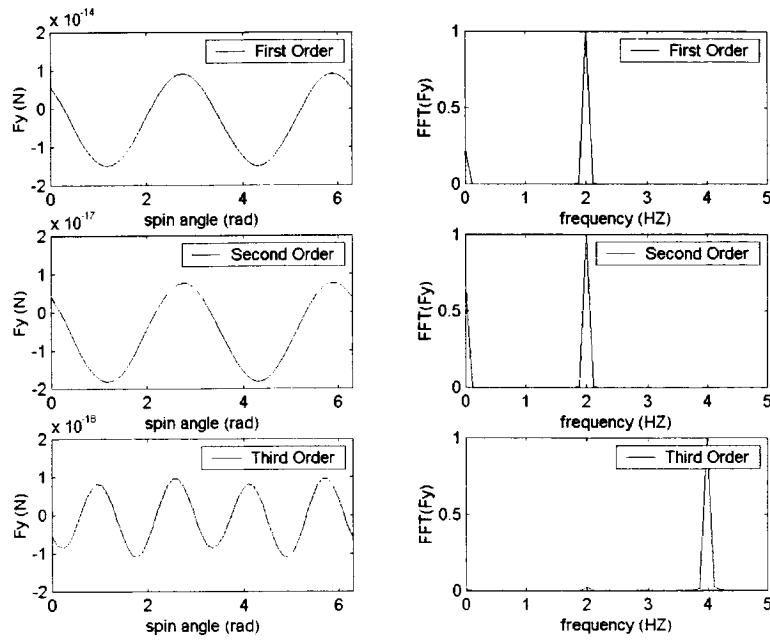 x 10^-14
2
1
0
-1
-2
Fy (N)
First Order
0 2 4 6
spin angle (rad)
1
0.5
0
FFT(Fy)
First Order
0 1 2 3 4 5
frequency (HZ)
x 10^-17
2
1
0
-1
-2
Fy (N)
Second Order
0 2 4 6
spin angle (rad)
1
0.5
0
FFT(Fy)
Second Order
0 1 2 3 4 5
frequency (HZ)
x 10^-18
2
1
0
-1
-2
Fy (N)
Third Order
0 2 4 6
spin angle (rad)
1
0.5
0
FFT(Fy)
Third Order
0 1 2 3 4 5
frequency (HZ)